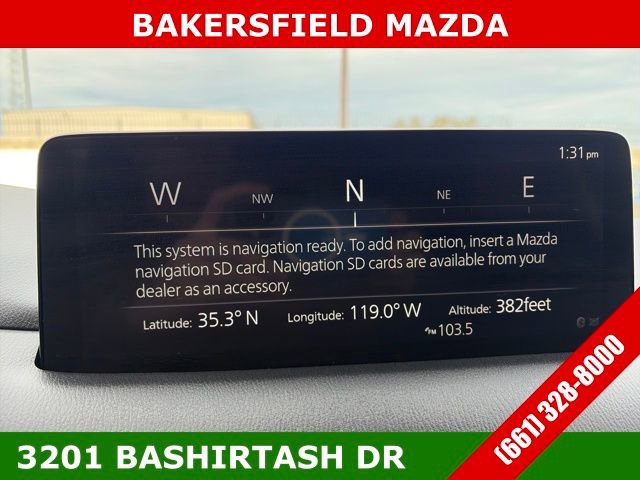 BAKERSFIELD MAZDA
1:31 pm
W NW N NE E
This system is navigation ready. To add navigation, insert a Mazda
navigation SD card. Navigation SD cards are available from your
dealer as an accessory.
Latitude: 35.3° N Longitude: 119.0° W Altitude: 382feet
FM 103.5
(661) 328-8000
3201 BASHIRTASH DR